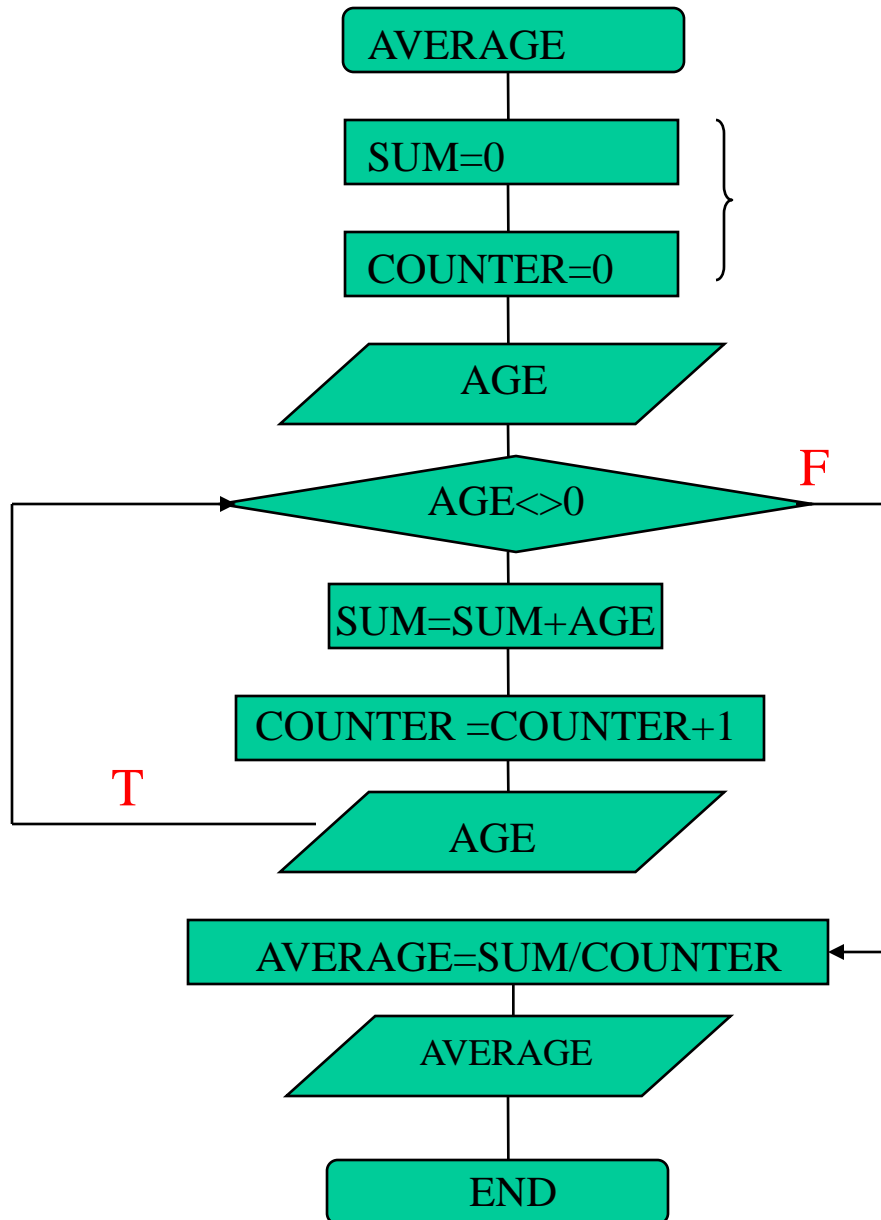 AVERAGE
SUM=0
COUNTER=0
AGE
F
AGE<>0
SUM=SUM+AGE
COUNTER =COUNTER+1
T
AGE
AVERAGE=SUM/COUNTER
AVERAGE
END